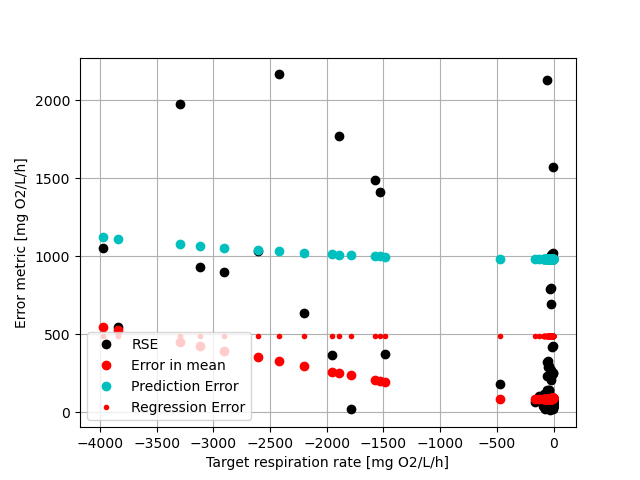 2000
1500
1000
500
0
Error metric [mg O2/L/h]
RSE
Error in mean
Prediction Error
Regression Error
−4000 −3500 −3000 −2500 −2000 −1500 −1000 −500 0
Target respiration rate [mg O2/L/h]